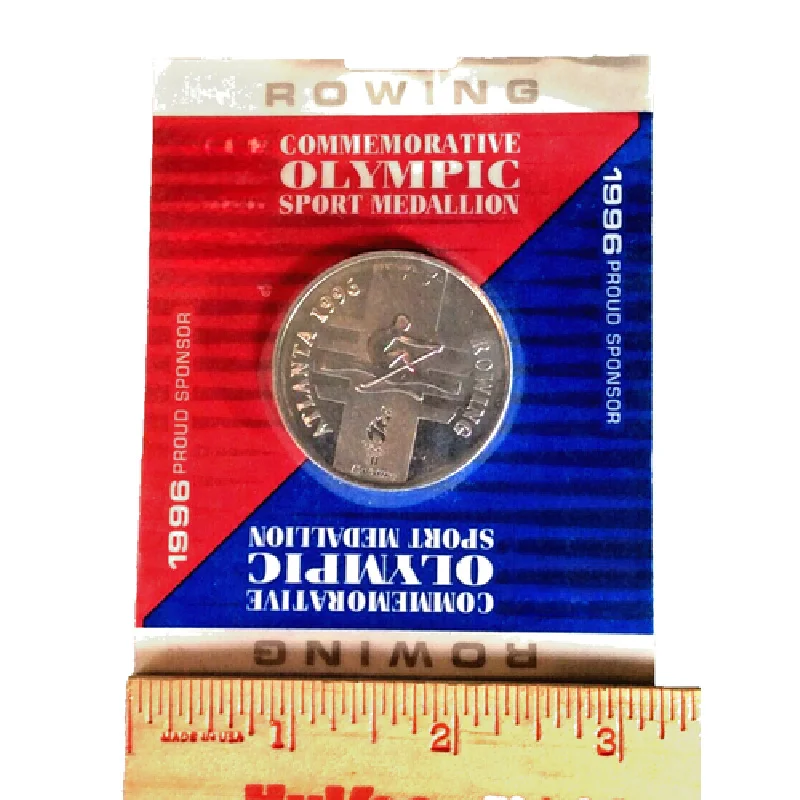 ROWING
COMMEMORATIVE
OLYMPIC
SPORT MEDALLION
1996 PROUD SPONSOR
1996 PROUD SPONSOR
ATLANTA 1996
ROWING
COMMEMORATIVE
OLYMPIC
SPORT MEDALLION
ROWING
1 2 3
MADE IN U.S.A.